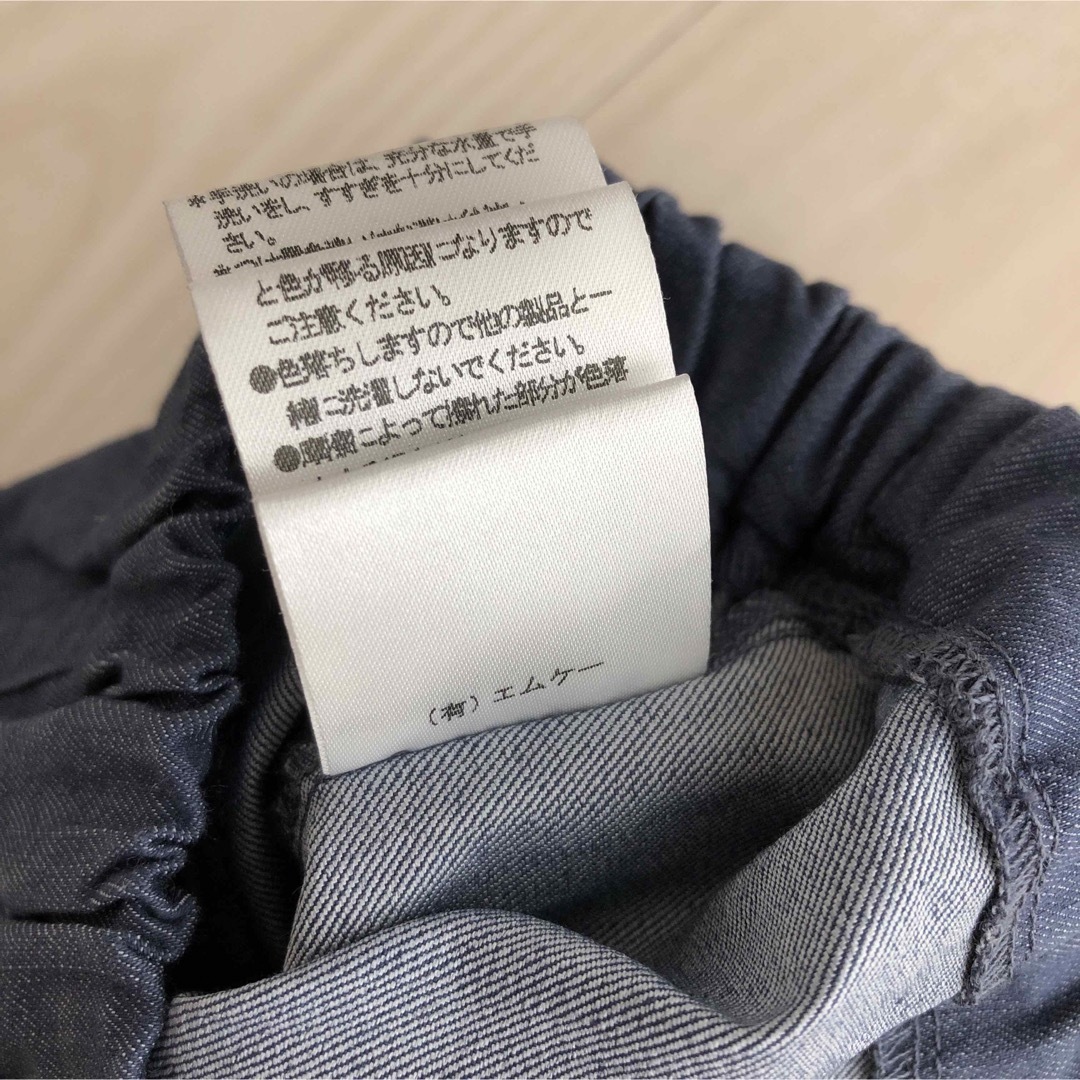 *手洗いの場合は、充分な水量で手
洗いをし、すすぎを十分にしてくだ
さい。
と色が移る原因になりますので
ご注意ください。
●色落ちしますので他の製品と一
緒に洗濯しないでください。
●摩擦によって擦れた部分が色落
(有)エムケー